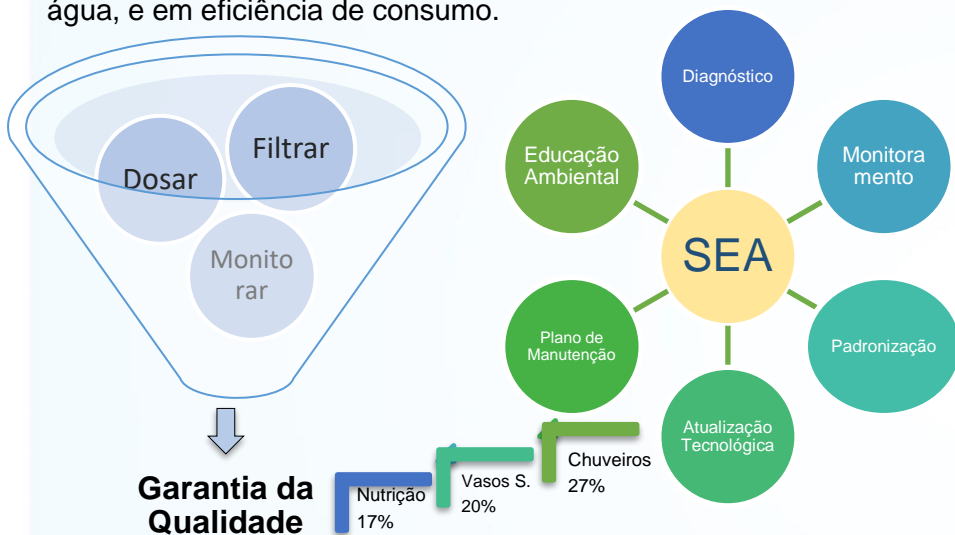 água, e em eficiência de consumo.
Dosar
Filtrar
Monito
rar
Garantia da
Qualidade
Diagnóstico
Educação
Ambiental
Monitora
mento
SEA
Plano de
Manutenção
Padronização
Atualização
Tecnológica
Nutrição
17%
Vasos S.
20%
Chuveiros
27%